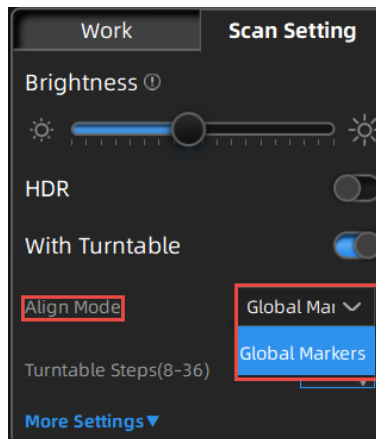 Work Scan Setting
Brightness
HDR
With Turntable
Align Mode Global Mar
Global Markers
Turntable Steps(8-36)
More Settings▼